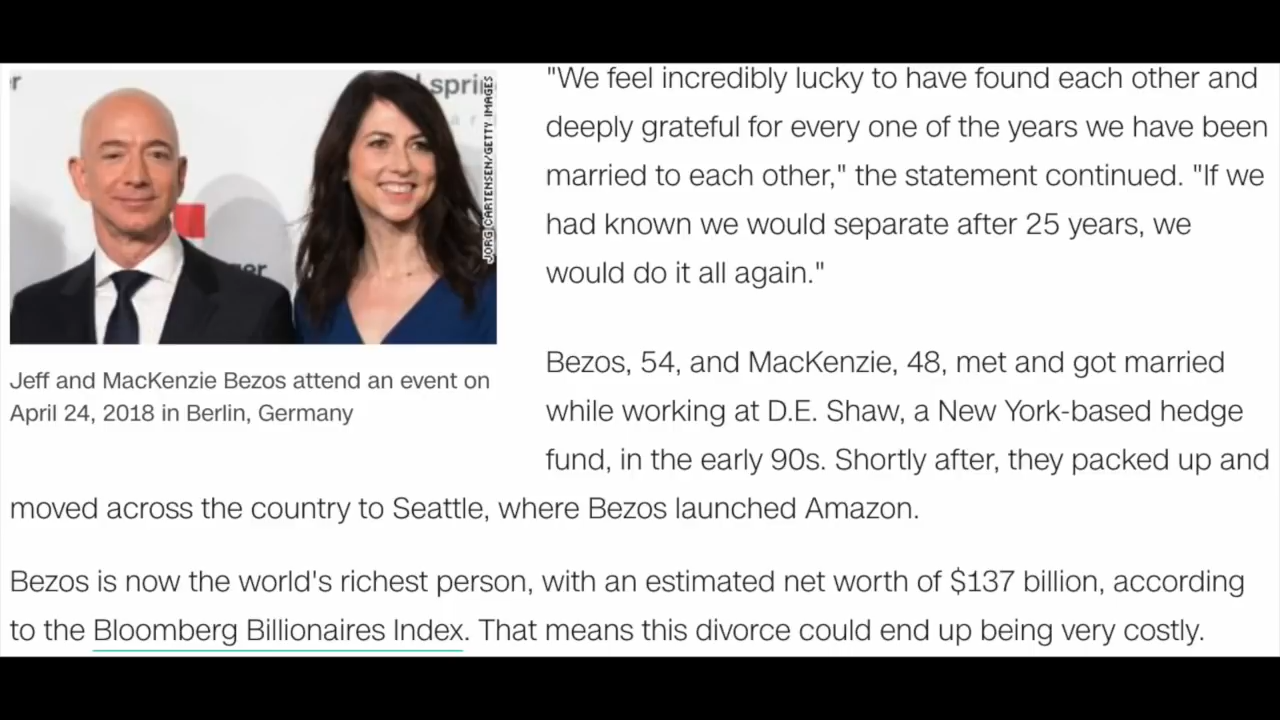 r
l sprin
ger
JORG CARTENSEN/GETTY IMAGES
Jeff and MacKenzie Bezos attend an event on
April 24, 2018 in Berlin, Germany
"We feel incredibly lucky to have found each other and
deeply grateful for every one of the years we have been
married to each other," the statement continued. "If we
had known we would separate after 25 years, we
would do it all again."
Bezos, 54, and MacKenzie, 48, met and got married
while working at D.E. Shaw, a New York-based hedge
fund, in the early 90s. Shortly after, they packed up and
moved across the country to Seattle, where Bezos launched Amazon.
Bezos is now the world's richest person, with an estimated net worth of $137 billion, according
to the Bloomberg Billionaires Index. That means this divorce could end up being very costly.